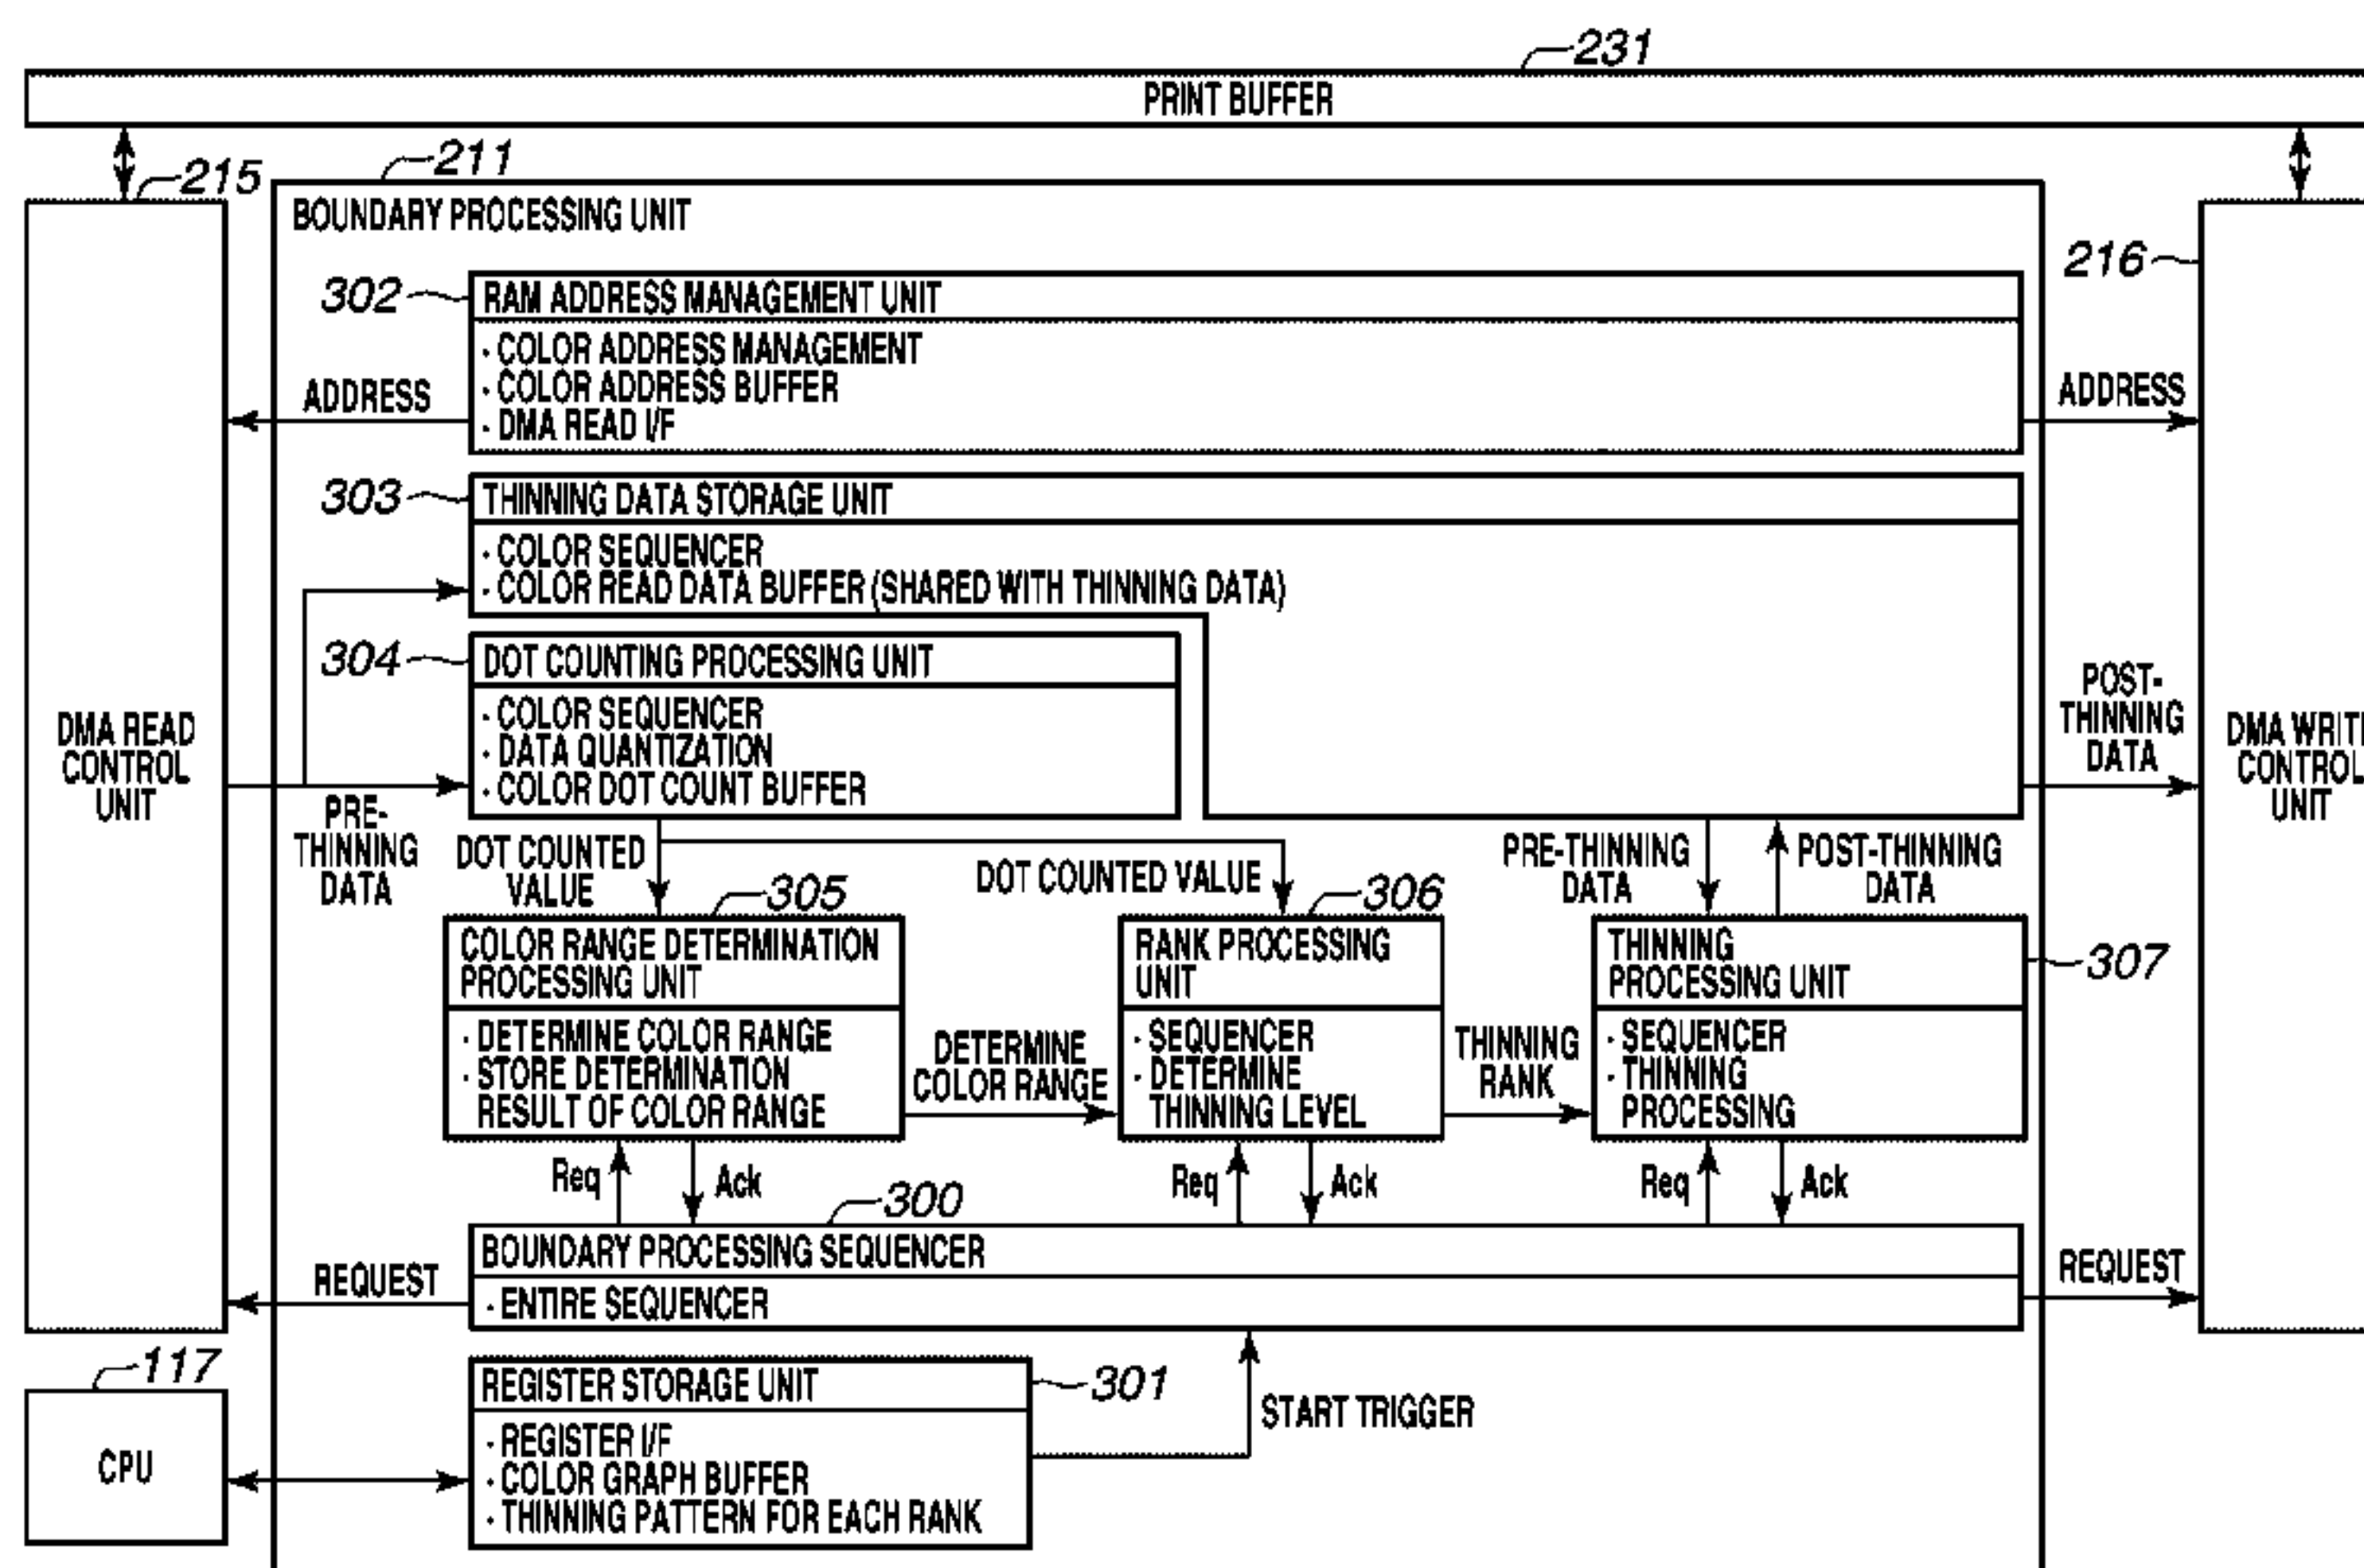 231
PRINT BUFFER
215
211
BOUNDARY PROCESSING UNIT
216
302
RAM ADDRESS MANAGEMENT UNIT
· COLOR ADDRESS MANAGEMENT
· COLOR ADDRESS BUFFER
· DMA READ I/F
ADDRESS
ADDRESS
303
THINNING DATA STORAGE UNIT
· COLOR SEQUENCER
· COLOR READ DATA BUFFER (SHARED WITH THINNING DATA)
304
DOT COUNTING PROCESSING UNIT
· COLOR SEQUENCER
· DATA QUANTIZATION
· COLOR DOT COUNT BUFFER
DMA READ
CONTROL
UNIT
PRE-
THINNING
DATA
POST-
THINNING
DATA
DMA WRIT
CONTROL
UNIT
DOT COUNTED
VALUE
DOT COUNTED VALUE
PRE-THINNING
DATA
POST-THINNING
DATA
305
COLOR RANGE DETERMINATION
PROCESSING UNIT
· DETERMINE COLOR RANGE
· STORE DETERMINATION
RESULT OF COLOR RANGE
DETERMINE
COLOR RANGE
306
RANK PROCESSING
UNIT
· SEQUENCER
· DETERMINE
THINNING LEVEL
THINNING
RANK
307
THINNING
PROCESSING UNIT
· SEQUENCER
· THINNING
PROCESSING
Req
Ack
Req
Ack
Req
Ack
300
BOUNDARY PROCESSING SEQUENCER
· ENTIRE SEQUENCER
REQUEST
REQUEST
117
CPU
301
REGISTER STORAGE UNIT
· REGISTER I/F
· COLOR GRAPH BUFFER
· THINNING PATTERN FOR EACH RANK
START TRIGGER